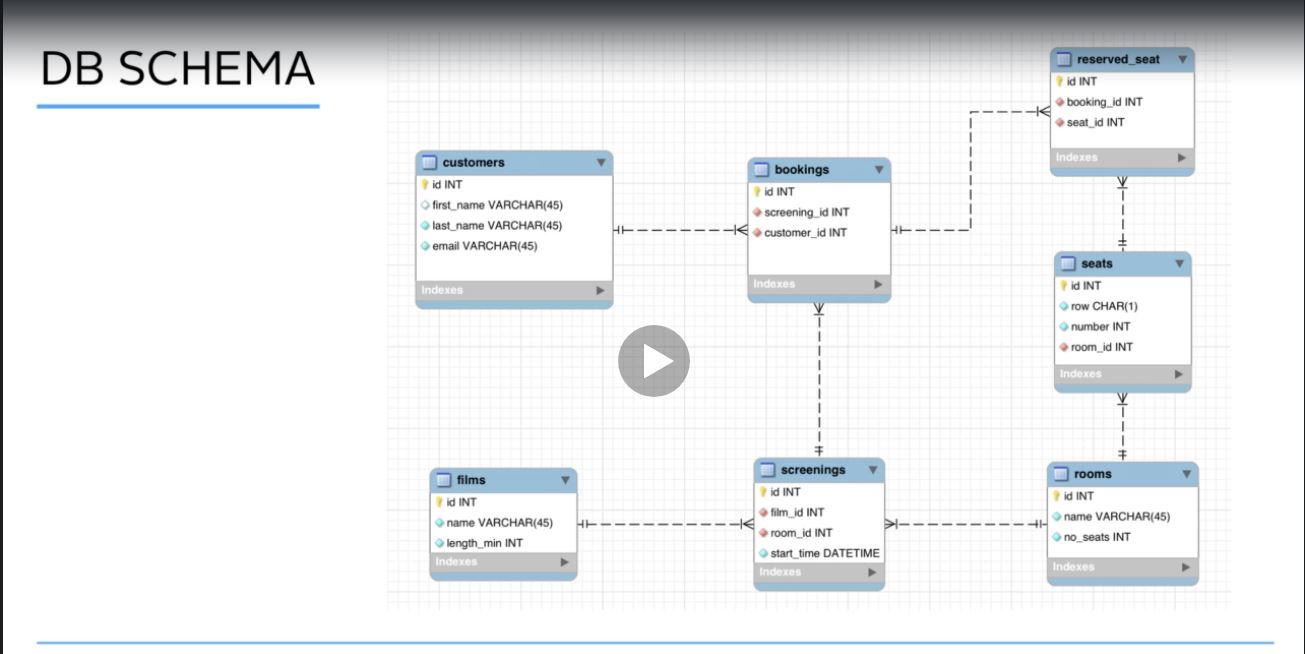 DB SCHEMA
customers
id INT
first_name VARCHAR(45)
last_name VARCHAR(45)
email VARCHAR(45)
Indexes
bookings
id INT
screening_id INT
customer_id INT
Indexes
reserved_seat
id INT
booking_id INT
seat_id INT
Indexes
seats
id INT
row CHAR(1)
number INT
room_id INT
Indexes
films
id INT
name VARCHAR(45)
length_min INT
Indexes
screenings
id INT
film_id INT
room_id INT
start_time DATETIME
Indexes
rooms
id INT
name VARCHAR(45)
no_seats INT
Indexes